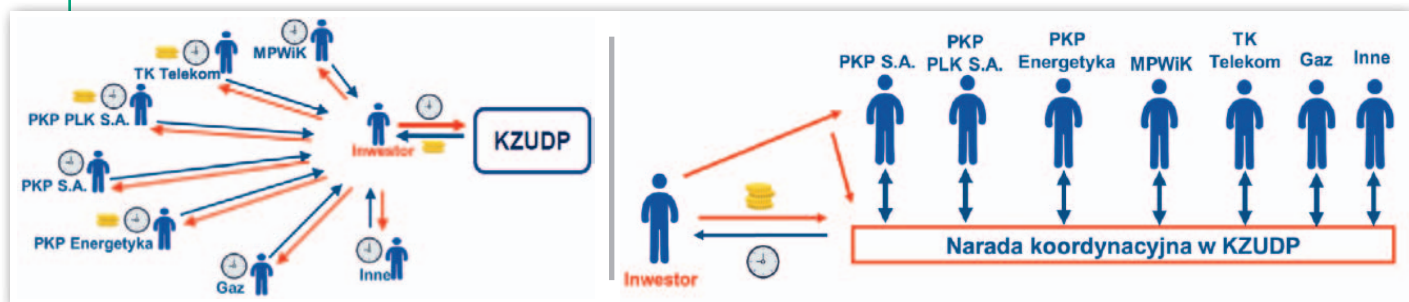 MPWiK
TK Telekom
PKP PLK S.A.
PKP S.A.
PKP Energetyka
Gaz
Inne
Inwestor
KZUDP
PKP S.A.
PKP
PLK S.A.
PKP
Energetyka
MPWiK
TK
Telekom
Gaz
Inne
Inwestor
Narada koordynacyjna w KZUDP